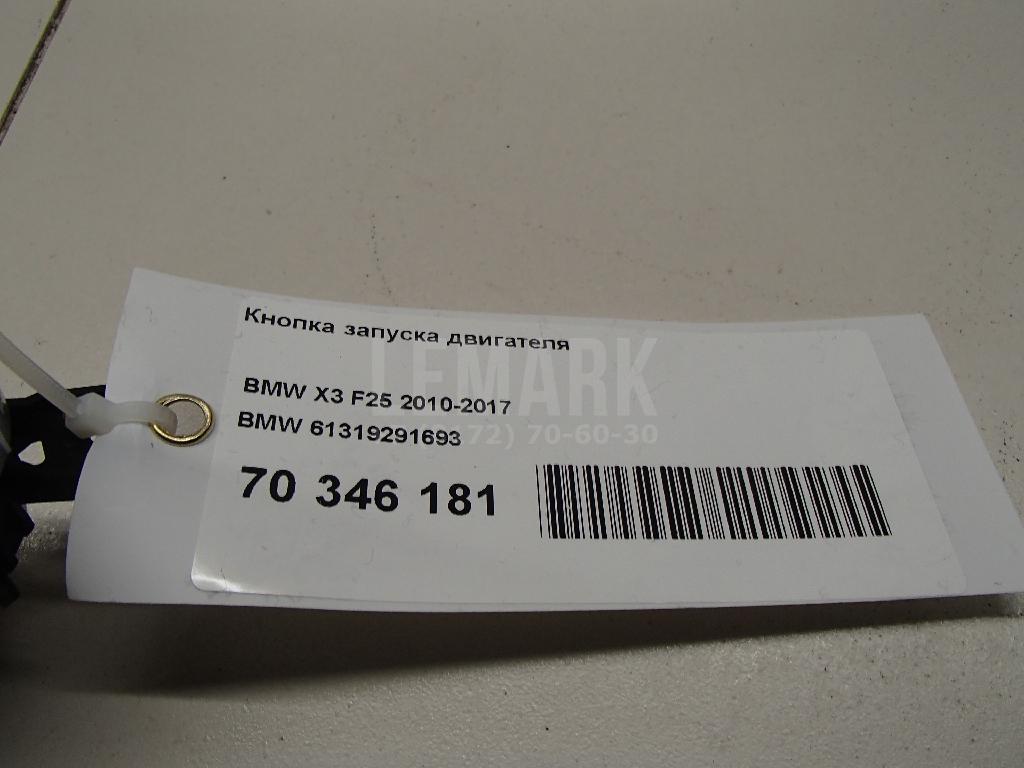 Кнопка запуска двигателя
LEMARK
BMW X3 F25 2010-2017
BMW 61319291693
72) 70-60-30
70 346 181